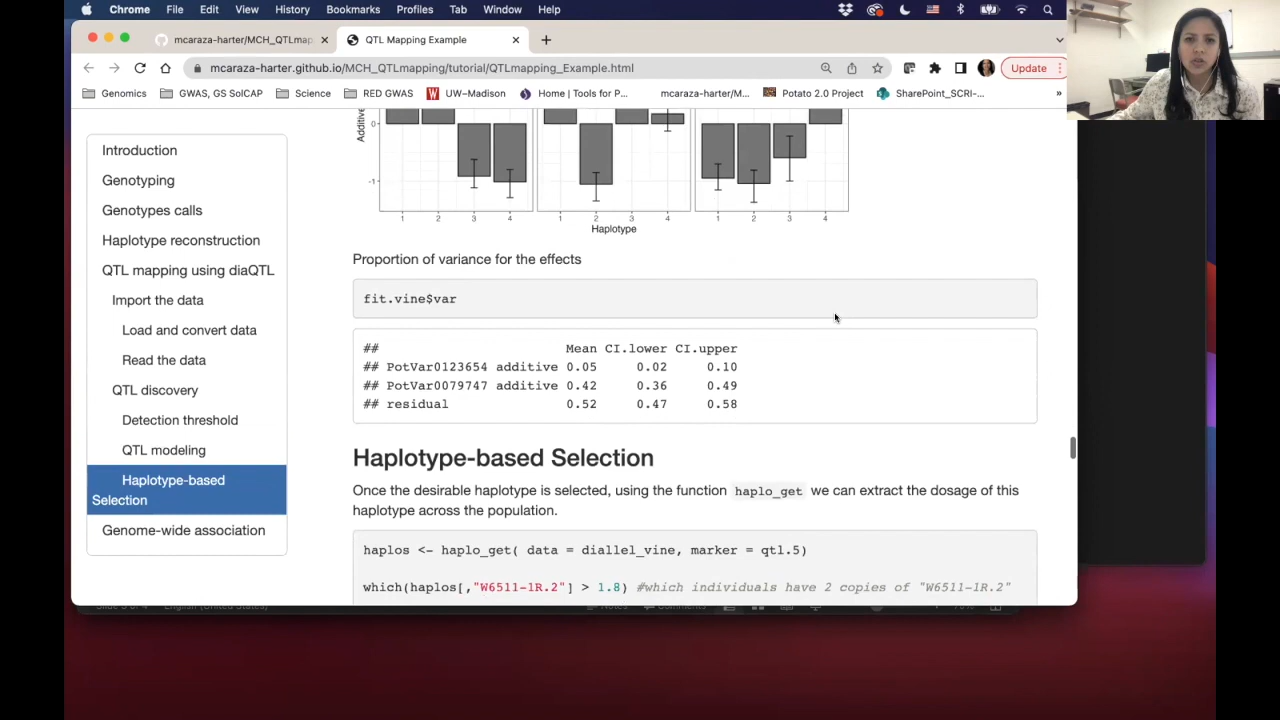 Chrome File Edit View History Bookmarks Profiles Tab Window Help
mcaraza-harter/MCH_QTLmap QTL Mapping Example
mcaraza-harter.github.io/MCH_QTLmapping/tutorial/QTLmapping_Example.html Update
Genomics GWAS, GS SolCAP Science RED GWAS UW–Madison Home | Tools for P... mcaraza-harter/M... Potato 2.0 Project SharePoint_SCRI-... »
Introduction
Genotyping
Genotypes calls
Haplotype reconstruction
QTL mapping using diaQTL
Import the data
Load and convert data
Read the data
QTL discovery
Detection threshold
QTL modeling
Haplotype-based
Selection
Genome-wide association
Additive
0
-1
1 2 3 4 1 2 3 4 1 2 3 4
Haplotype
Proportion of variance for the effects
fit.vine$var
## Mean CI.lower CI.upper
## PotVar0123654 additive 0.05 0.02 0.10
## PotVar0079747 additive 0.42 0.36 0.49
## residual 0.52 0.47 0.58
Haplotype-based Selection
Once the desirable haplotype is selected, using the function haplo_get we can extract the dosage of this
haplotype across the population.
haplos <- haplo_get( data = diallel_vine, marker = qtl.5)
which(haplos[,"W6511-1R.2"] > 1.8) #which individuals have 2 copies of "W6511-1R.2"
English (United States)